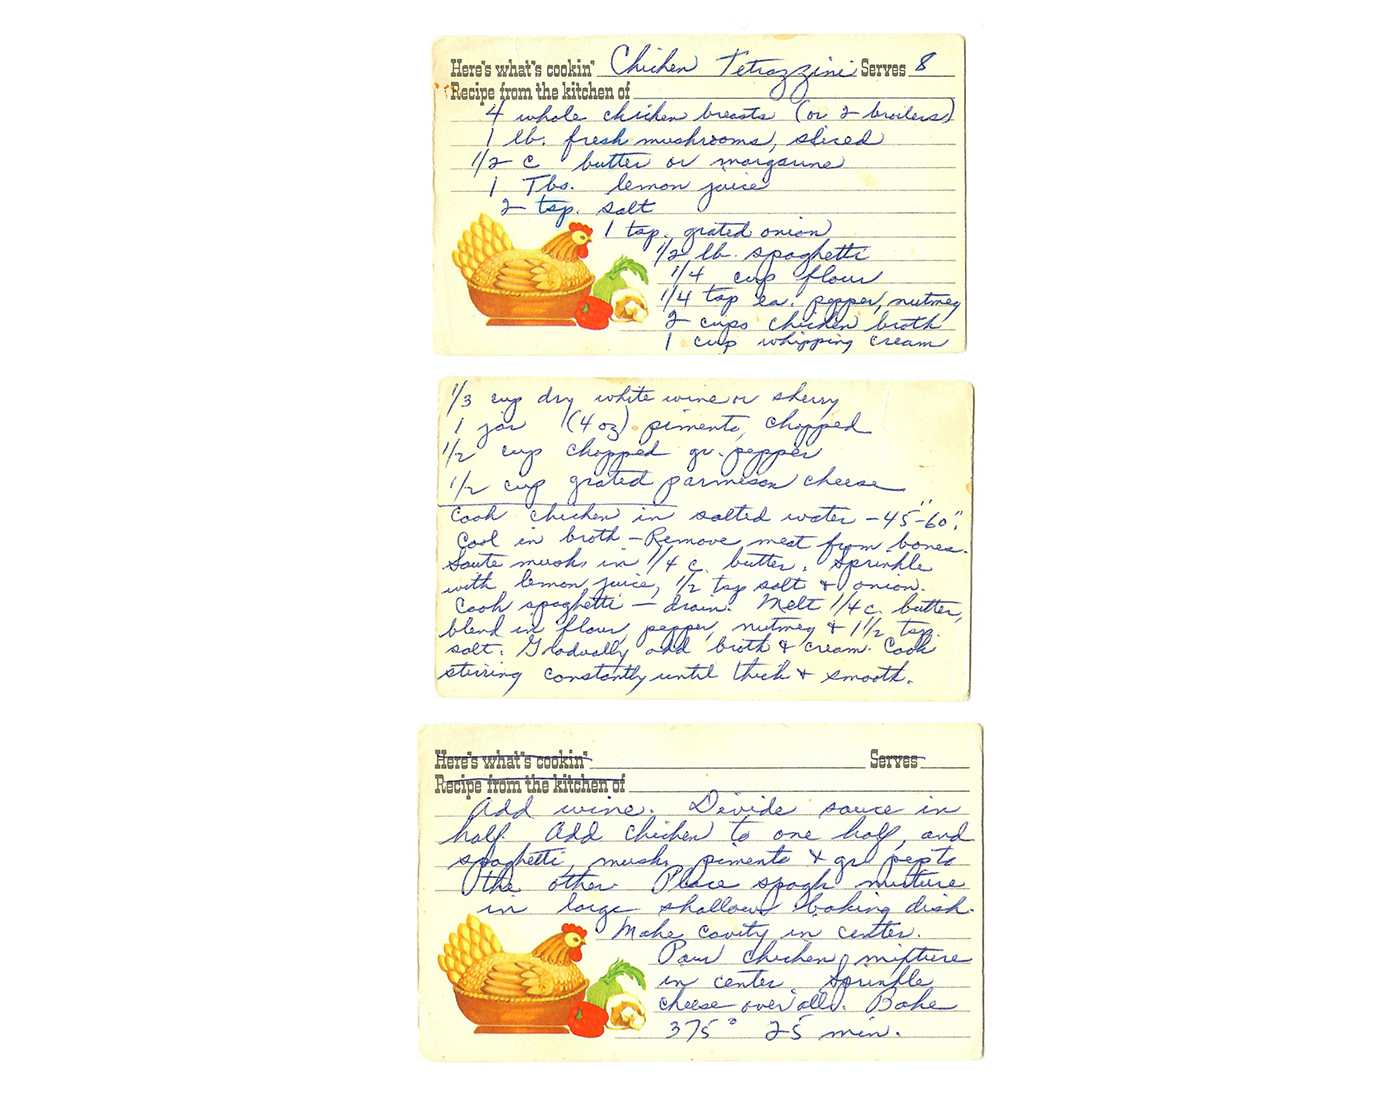 Here's what's cookin' Chicken Tetrazzini Serves 8
Recipe from the kitchen of
4 whole chicken breasts (or 2 broilers)
1 lb. fresh mushrooms, sliced
1/2 c butter or margarine
1 Tbs. lemon juice
2 tsp. salt
1 tsp. grated onion
1/2 lb. spaghetti
1/4 cup flour
1/4 tsp ea. pepper, nutmeg
2 cups chicken broth
1 cup whipping cream
1/3 cup dry white wine or sherry
1 jar (4 oz) pimento, chopped
1/2 cup chopped gr. pepper
1/2 cup grated parmesan cheese
Cook chicken in salted water - 45"-60".
Cool in broth - Remove meat from bones.
Saute mush. in 1/4 c. butter. Sprinkle
with lemon juice, 1/2 tsp salt & onion.
Cook spaghetti - drain. Melt 1/4 c. butter,
blend in flour, pepper, nutmeg & 1 1/2 tsp.
salt. Gradually add broth & cream. Cook
stirring constantly until thick & smooth.
Here's what's cookin' Serves
Recipe from the kitchen of
Add wine. Divide sauce in
half. Add chicken to one half, and
spaghetti, mush, pimento & gr pep to
the other. Place spagh mixture
in large shallow baking dish.
Make cavity in center.
Pour chicken mixture
in center. Sprinkle
cheese over all. Bake
375° 25 min.